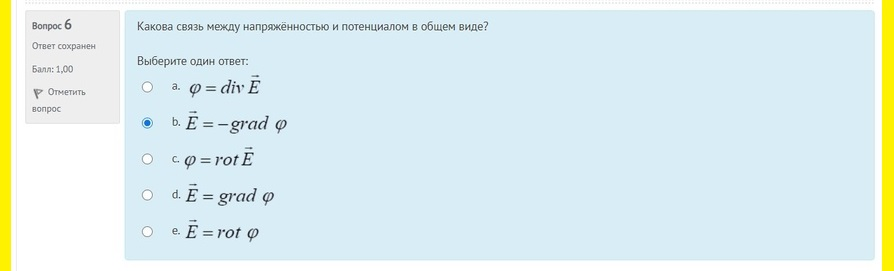 Вопрос 6
Ответ сохранен
Балл: 1,00
Отметить
вопрос
Какова связь между напряжённостью и потенциалом в общем виде?
Выберите один ответ:
a. φ = div E⃗
b. E⃗ = −grad φ
c. φ = rot E⃗
d. E⃗ = grad φ
e. E⃗ = rot φ